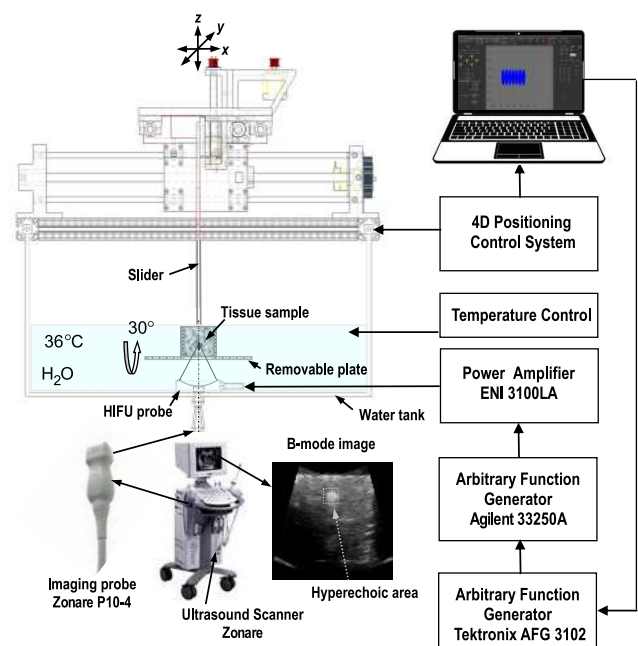 z
y
x
4D Positioning
Control System
Slider
Tissue sample
Temperature Control
36°C
30°
H₂O
Removable plate
Power Amplifier
ENI 3100LA
HIFU probe
Water tank
B-mode image
Arbitrary Function
Generator
Agilent 33250A
Imaging probe
Zonare P10-4
Ultrasound Scanner
Zonare
Hyperechoic area
Arbitrary Function
Generator
Tektronix AFG 3102